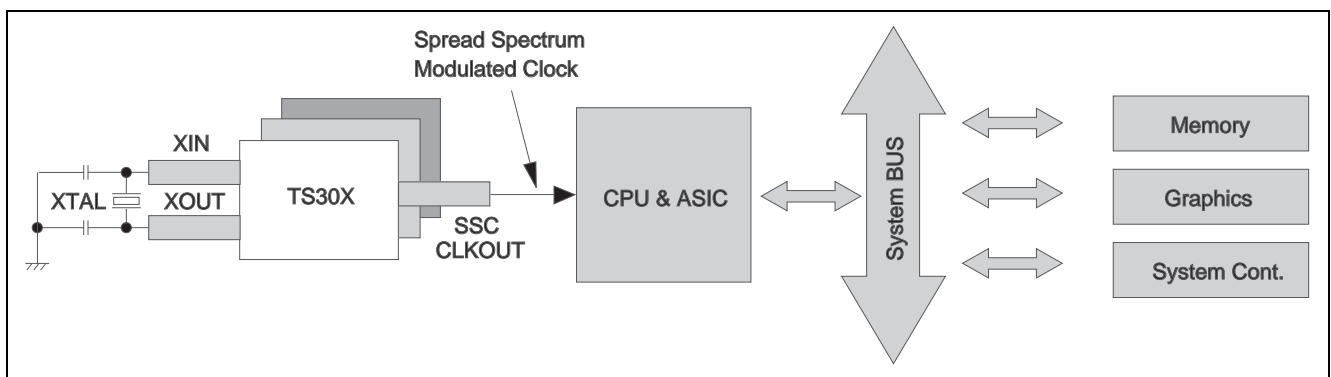 Spread Spectrum
Modulated Clock
XIN
XTAL
XOUT
TS30X
SSC
CLKOUT
CPU & ASIC
System BUS
Memory
Graphics
System Cont.